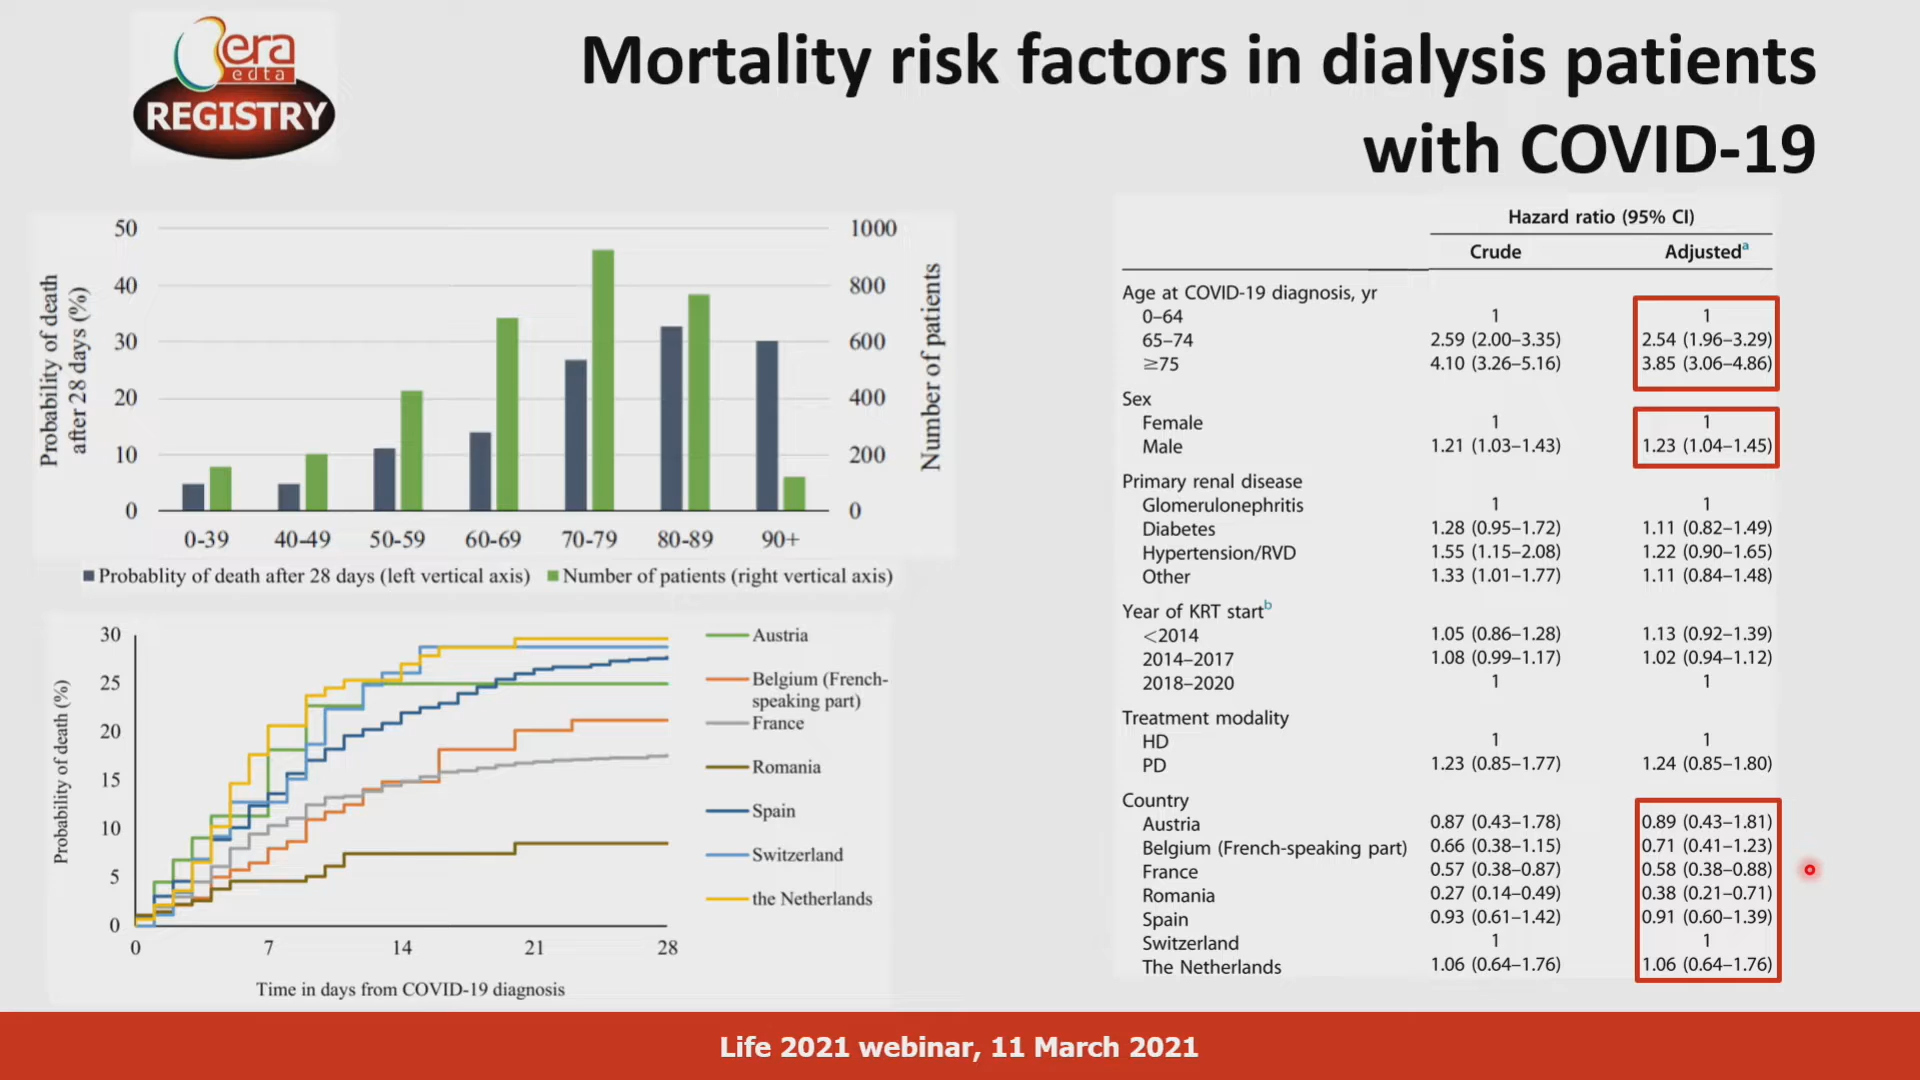 era
edta
REGISTRY
Mortality risk factors in dialysis patients
with COVID-19
50
40
30
20
10
0
Probability of death
after 28 days (%)
1000
800
600
400
200
0
Number of patients
0-39 40-49 50-59 60-69 70-79 80-89 90+
Probablity of death after 28 days (left vertical axis) Number of patients (right vertical axis)
30
25
20
15
10
5
0
Probability of death (%)
0 7 14 21 28
Time in days from COVID-19 diagnosis
Austria
Belgium (French-
speaking part)
France
Romania
Spain
Switzerland
the Netherlands
Hazard ratio (95% CI)
Crude Adjusteda
Age at COVID-19 diagnosis, yr
0–64 1 1
65–74 2.59 (2.00–3.35) 2.54 (1.96–3.29)
≥75 4.10 (3.26–5.16) 3.85 (3.06–4.86)
Sex
Female 1 1
Male 1.21 (1.03–1.43) 1.23 (1.04–1.45)
Primary renal disease
Glomerulonephritis 1 1
Diabetes 1.28 (0.95–1.72) 1.11 (0.82–1.49)
Hypertension/RVD 1.55 (1.15–2.08) 1.22 (0.90–1.65)
Other 1.33 (1.01–1.77) 1.11 (0.84–1.48)
Year of KRT startb
<2014 1.05 (0.86–1.28) 1.13 (0.92–1.39)
2014–2017 1.08 (0.99–1.17) 1.02 (0.94–1.12)
2018–2020 1 1
Treatment modality
HD 1 1
PD 1.23 (0.85–1.77) 1.24 (0.85–1.80)
Country
Austria 0.87 (0.43–1.78) 0.89 (0.43–1.81)
Belgium (French-speaking part) 0.66 (0.38–1.15) 0.71 (0.41–1.23)
France 0.57 (0.38–0.87) 0.58 (0.38–0.88)
Romania 0.27 (0.14–0.49) 0.38 (0.21–0.71)
Spain 0.93 (0.61–1.42) 0.91 (0.60–1.39)
Switzerland 1 1
The Netherlands 1.06 (0.64–1.76) 1.06 (0.64–1.76)
Life 2021 webinar, 11 March 2021